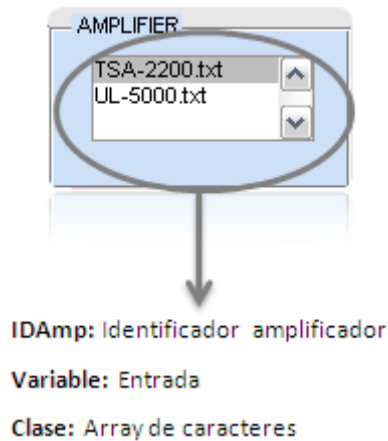 AMPLIFIER
TSA-2200.txt
UL-5000.txt
IDAmp: Identificador amplificador
Variable: Entrada
Clase: Array de caracteres